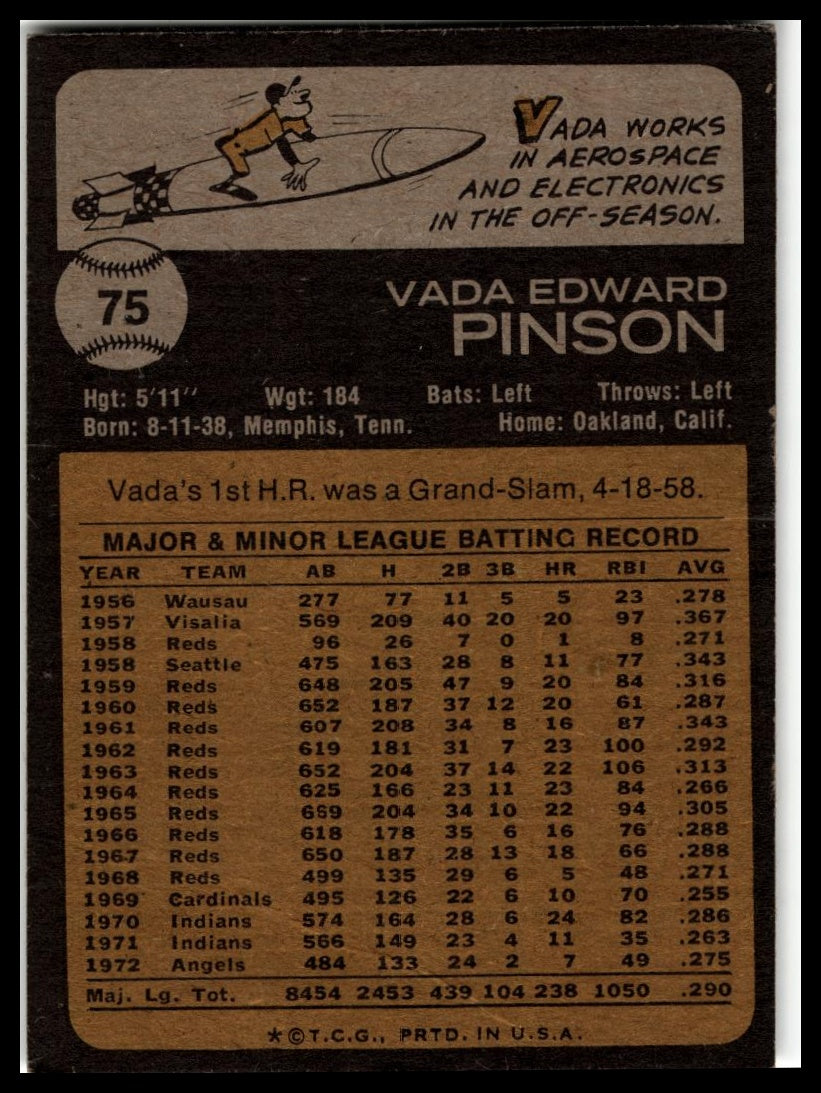 VADA WORKS
IN AEROSPACE
AND ELECTRONICS
IN THE OFF-SEASON.
75
VADA EDWARD
PINSON
Hgt: 5'11" Wgt: 184 Bats: Left Throws: Left
Born: 8-11-38, Memphis, Tenn. Home: Oakland, Calif.
Vada's 1st H.R. was a Grand-Slam, 4-18-58.
MAJOR & MINOR LEAGUE BATTING RECORD
YEAR TEAM AB H 2B 3B HR RBI AVG
1956 Wausau 277 77 11 5 5 23 .278
1957 Visalia 569 209 40 20 20 97 .367
1958 Reds 96 26 7 0 1 8 .271
1958 Seattle 475 163 28 8 11 77 .343
1959 Reds 648 205 47 9 20 84 .316
1960 Reds 652 187 37 12 20 61 .287
1961 Reds 607 208 34 8 16 87 .343
1962 Reds 619 181 31 7 23 100 .292
1963 Reds 652 204 37 14 22 106 .313
1964 Reds 625 166 23 11 23 84 .266
1965 Reds 669 204 34 10 22 94 .305
1966 Reds 618 178 35 6 16 76 .288
1967 Reds 650 187 28 13 18 66 .288
1968 Reds 499 135 29 6 5 48 .271
1969 Cardinals 495 126 22 6 10 70 .255
1970 Indians 574 164 28 6 24 82 .286
1971 Indians 566 149 23 4 11 35 .263
1972 Angels 484 133 24 2 7 49 .275
Maj. Lg. Tot. 8454 2453 439 104 238 1050 .290
*©T.C.G., PRTD. IN U.S.A.